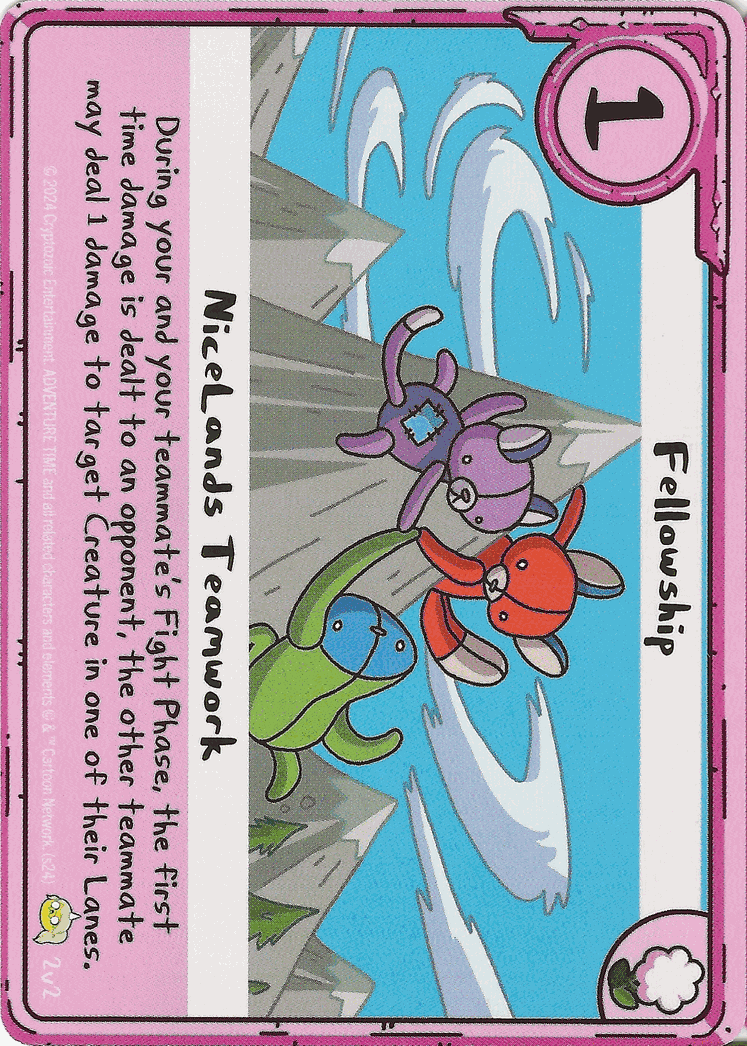 1
Fellowship
NiceLands Teamwork
During your and your teammate's Fight Phase, the first
time damage is dealt to an opponent, the other teammate
may deal 1 damage to target Creature in one of their Lanes.
© 2024 Cryptozoic Entertainment. ADVENTURE TIME and all related characters and elements © & ™ Cartoon Network. (s24)
2v2